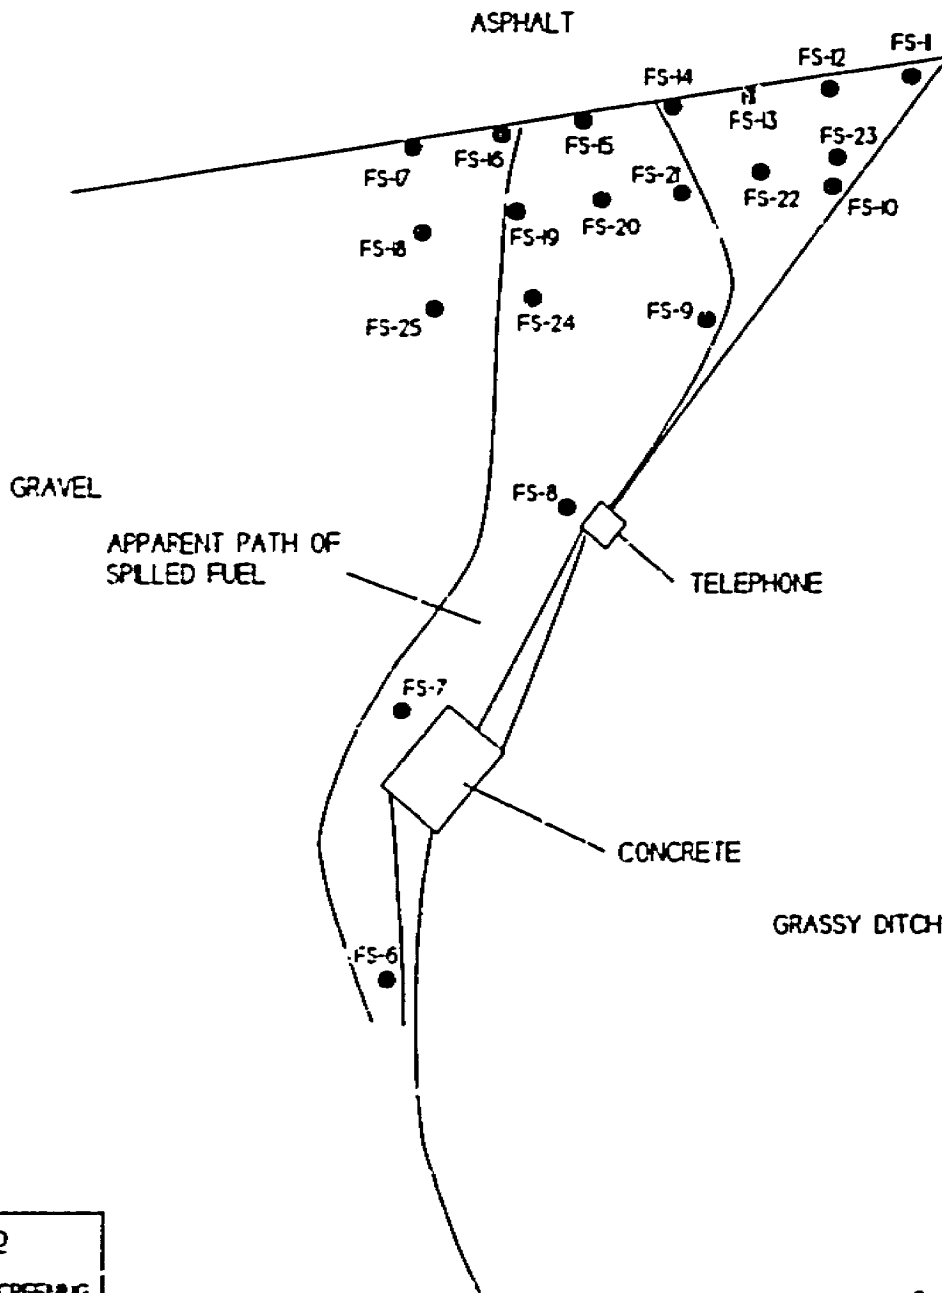 ASPHALT
FS-11
FS-12
FS-14
FS-13
FS-23
FS-15
FS-16
FS-17
FS-21
FS-22
FS-10
FS-20
FS-19
FS-18
FS-9
FS-24
FS-25
GRAVEL
FS-8
APPARENT PATH OF
SPILLED FUEL
TELEPHONE
FS-7
CONCRETE
GRASSY DITCH
FS-6